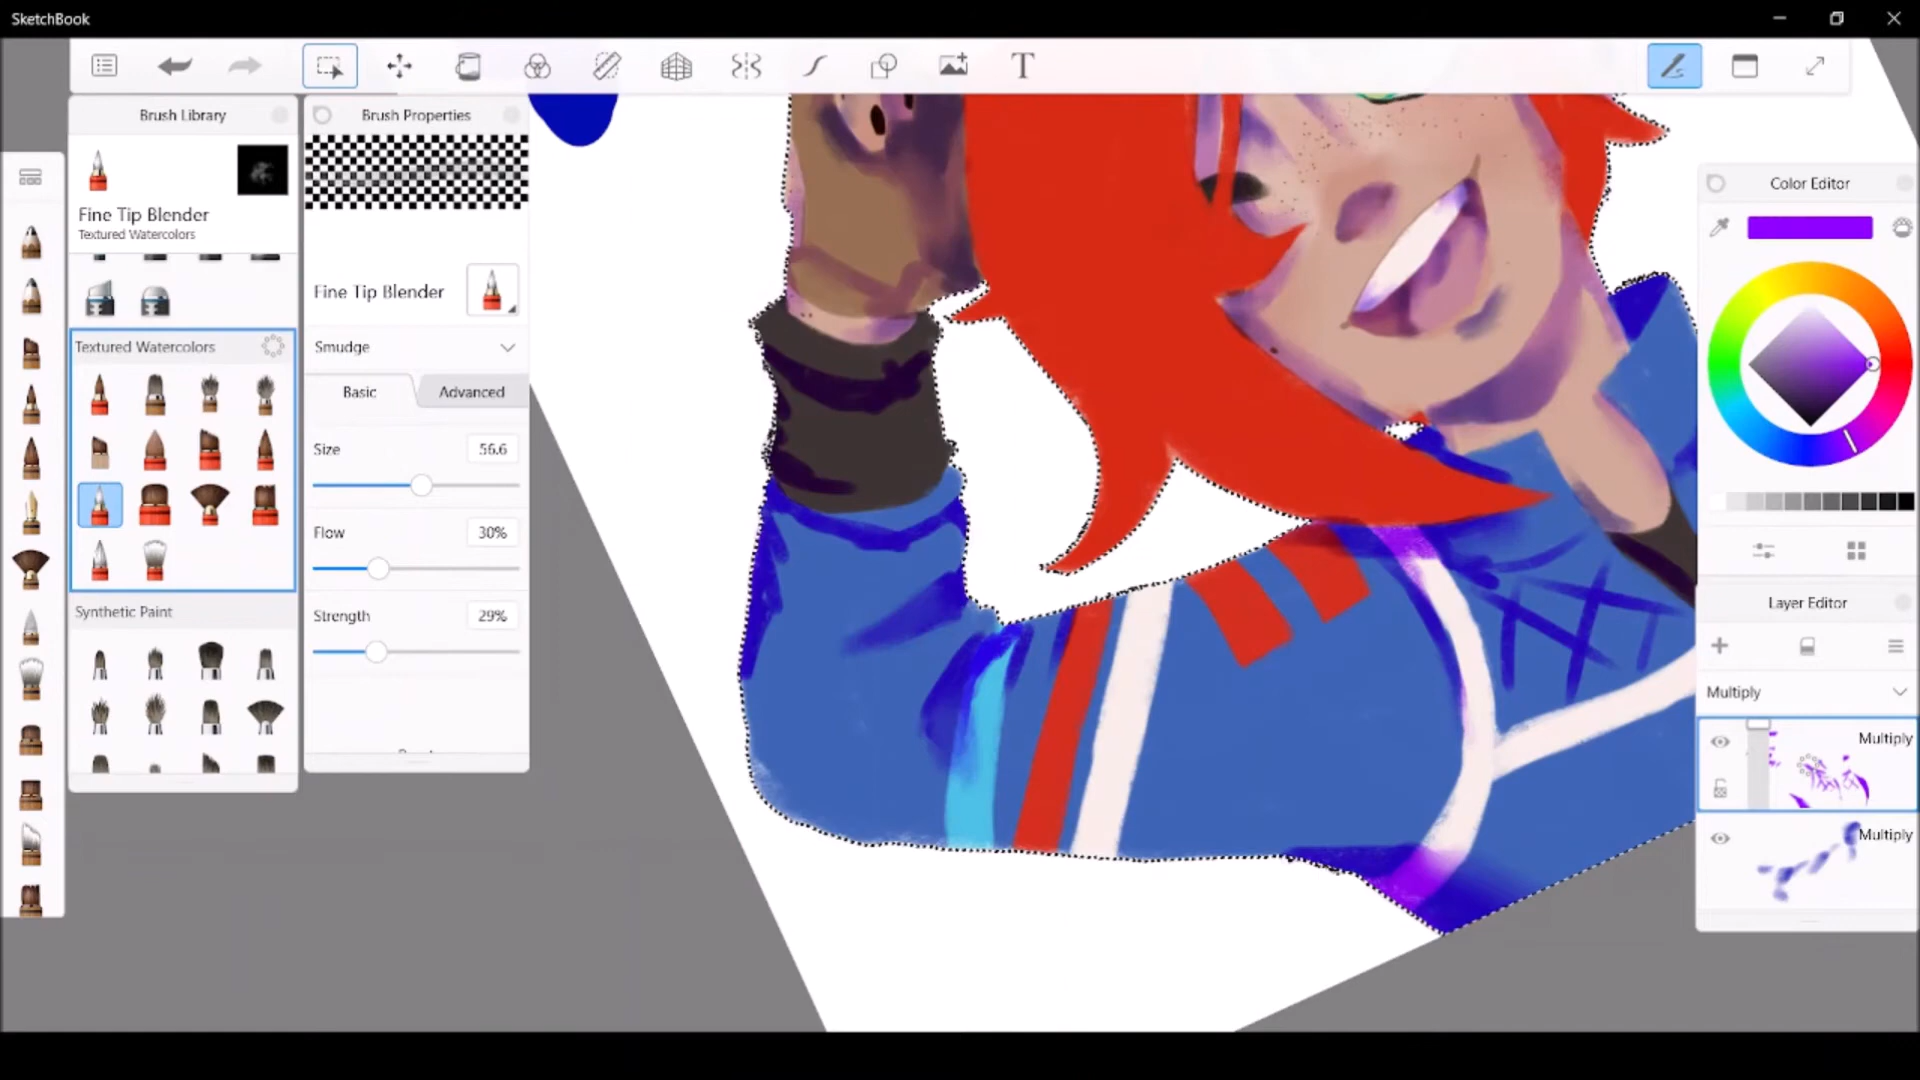 SketchBook
T
Brush Library
Fine Tip Blender
Textured Watercolors
Textured Watercolors
Synthetic Paint
Brush Properties
Fine Tip Blender
Smudge
Basic
Advanced
Size
56.6
Flow
30%
Strength
29%
Color Editor
Layer Editor
Multiply
Multiply
Multiply